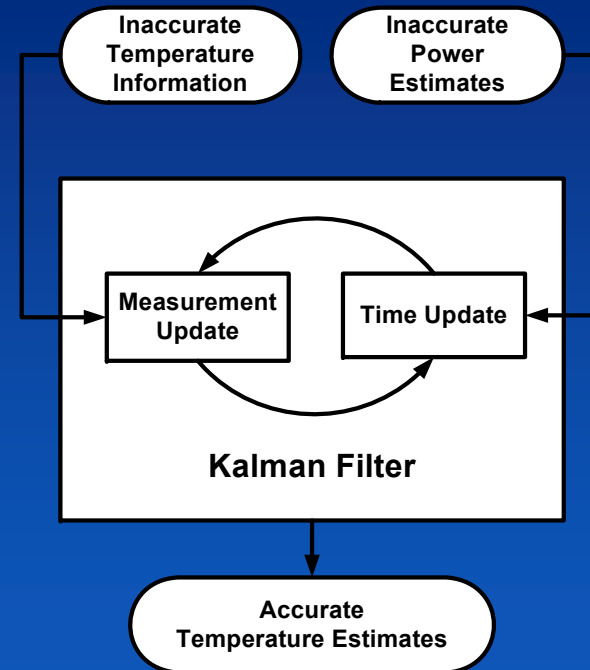 Inaccurate
Temperature
Information
Inaccurate
Power
Estimates
Measurement
Update
Time Update
Kalman Filter
Accurate
Temperature Estimates